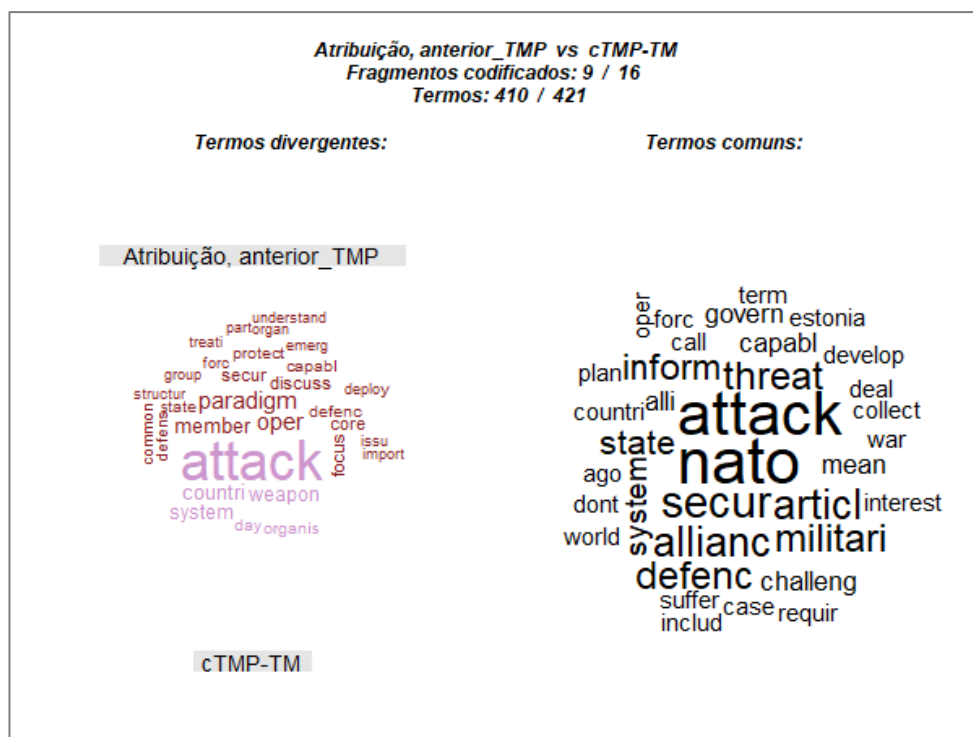 Atribuição, anterior_TMP vs cTMP-TM
Fragmentos codificados: 9 / 16
Termos: 410 / 421
Termos divergentes:
Termos comuns:
Atribuição, anterior_TMP
understand
part organ
treati
emerg
protect
forc
capabl
group
secur
discuss
deploy
structur
state
paradigm
defenc
common
defens
member
oper
core
focus
issu
import
attack
countri weapon
system
day organis
cTMP-TM
term
oper
forc
govern
estonia
call
capabl
develop
plan
inform
threat
deal
countri
alli
attack
collect
state
war
nato
mean
ago
system
dont
secur
articl
interest
world
allianc
militari
defenc
challeng
suffer
case
requir
includ